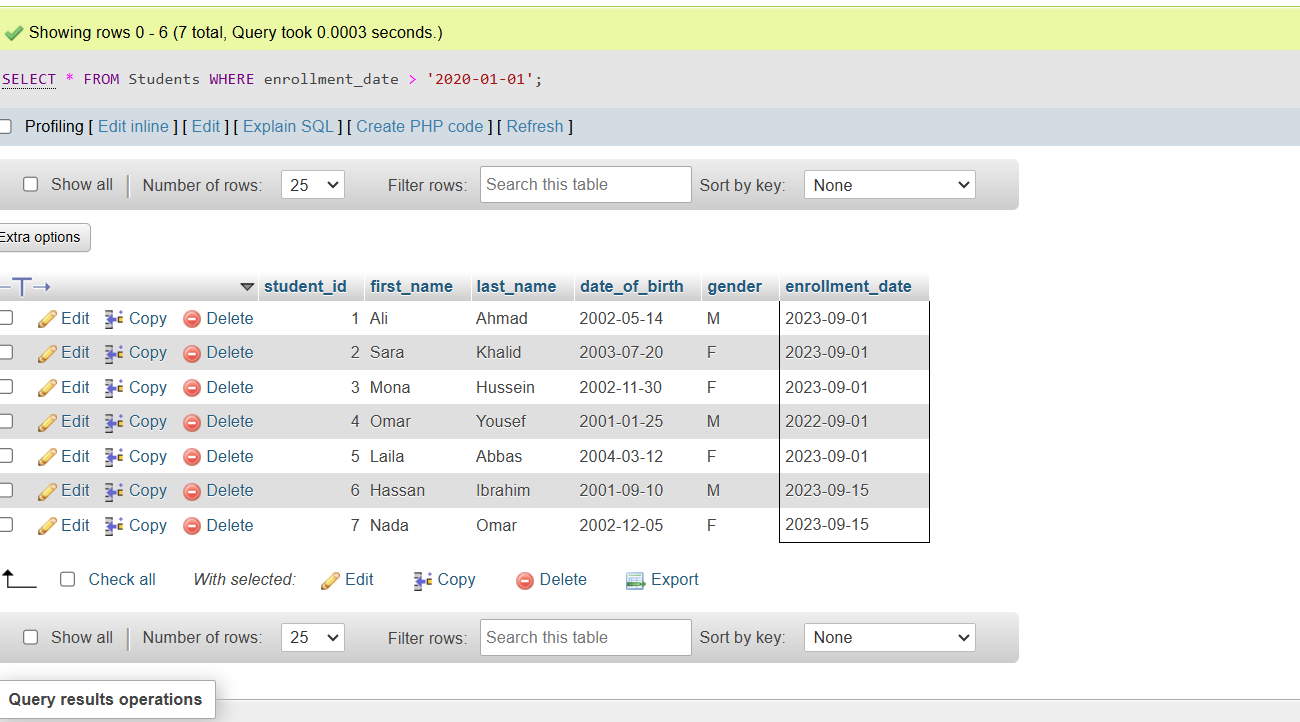 Showing rows 0 - 6 (7 total, Query took 0.0003 seconds.)
SELECT * FROM Students WHERE enrollment_date > '2020-01-01';
Profiling [ Edit inline ] [ Edit ] [ Explain SQL ] [ Create PHP code ] [ Refresh ]
Show all Number of rows: 25 Filter rows: Search this table Sort by key: None
Extra options
student_id first_name last_name date_of_birth gender enrollment_date
Edit Copy Delete 1 Ali Ahmad 2002-05-14 M 2023-09-01
Edit Copy Delete 2 Sara Khalid 2003-07-20 F 2023-09-01
Edit Copy Delete 3 Mona Hussein 2002-11-30 F 2023-09-01
Edit Copy Delete 4 Omar Yousef 2001-01-25 M 2022-09-01
Edit Copy Delete 5 Laila Abbas 2004-03-12 F 2023-09-01
Edit Copy Delete 6 Hassan Ibrahim 2001-09-10 M 2023-09-15
Edit Copy Delete 7 Nada Omar 2002-12-05 F 2023-09-15
Check all With selected: Edit Copy Delete Export
Show all Number of rows: 25 Filter rows: Search this table Sort by key: None
Query results operations